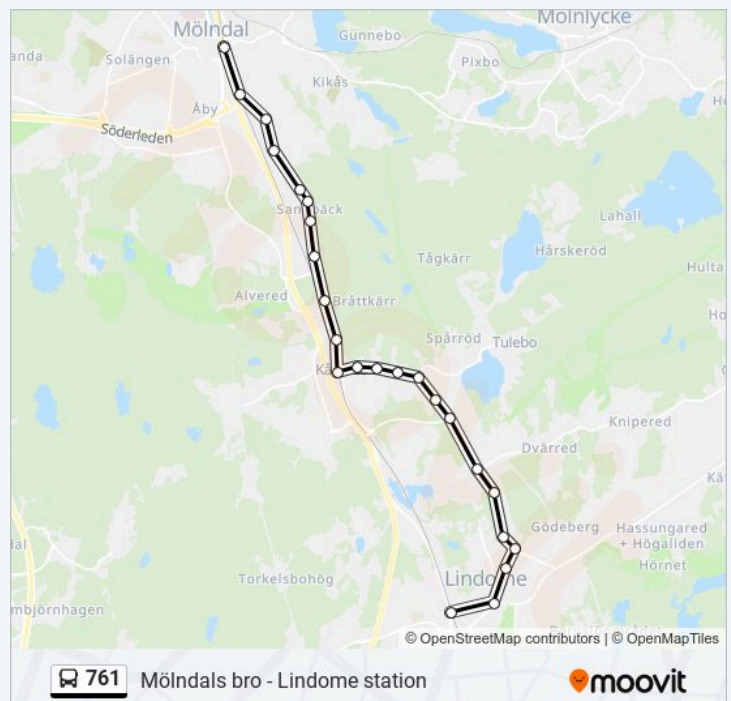 Mölndal
Mölnlycke
Gunnebo
Solängen
Pixbo
Kikås
Åby
Söderleden
Lahall
Hårskeröd
Tågkärr
Hulta
Alvered
Bråttkärr
Spårröd
Tulebo
Knipered
Dvärred
Gödeberg
Hassungared
+ Högaliden
Hörnet
Torkelsbohög
Lindome
mbjörnhagen
© OpenStreetMap contributors | © OpenMapTiles
761 Mölndals bro - Lindome station
moovit